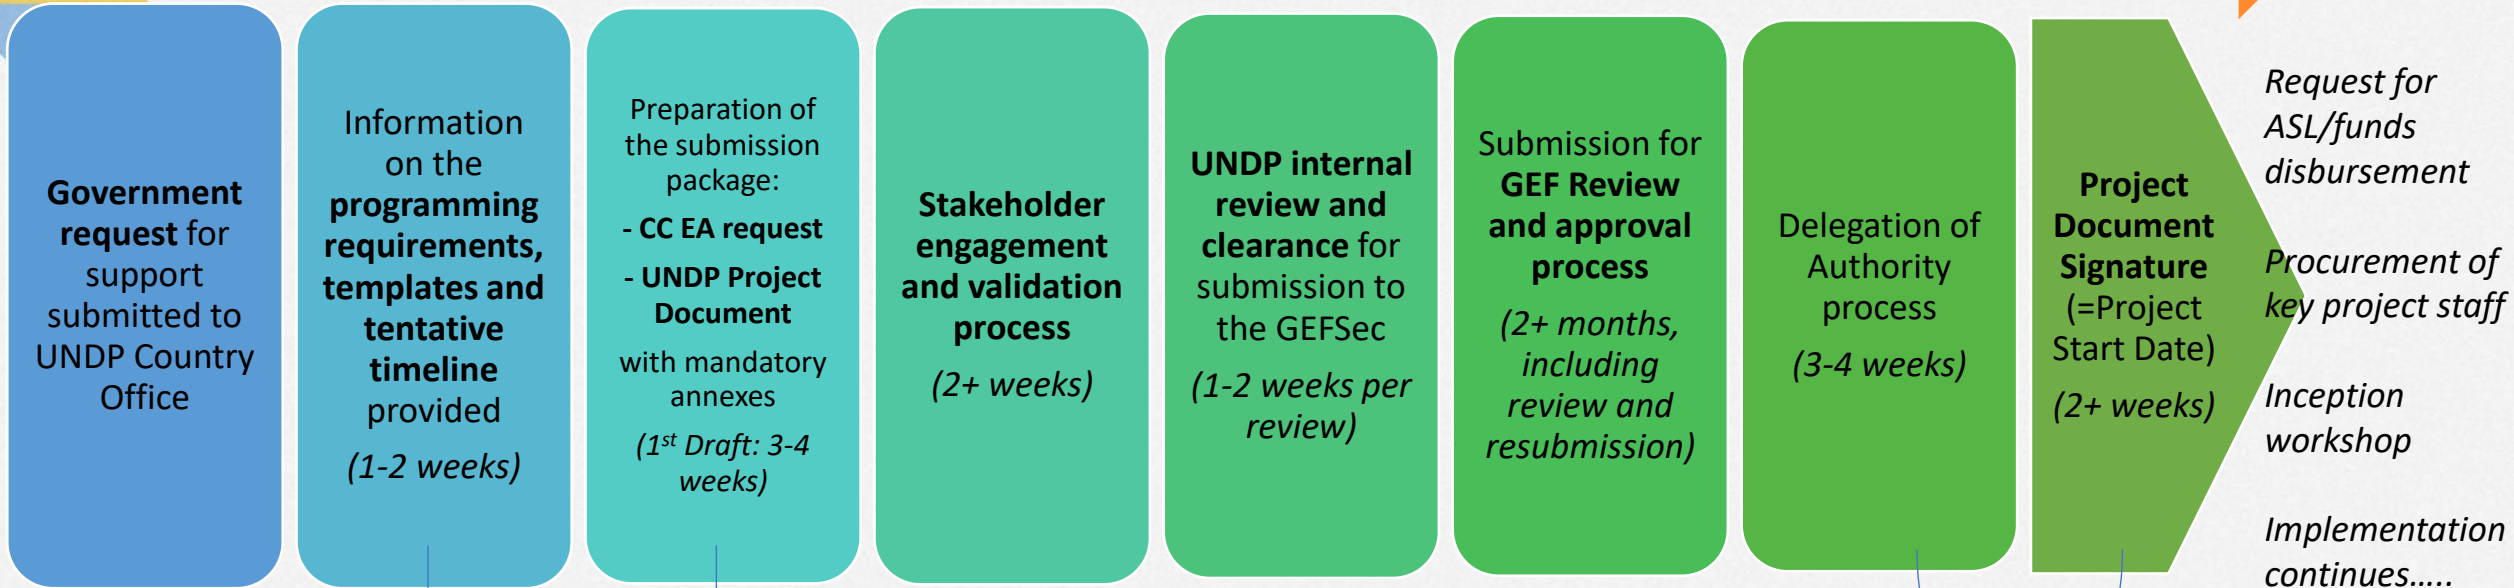 Government
request for
support
submitted to
UNDP Country
Office
Information
on the
programming
requirements,
templates and
tentative
timeline
provided
(1-2 weeks)
Preparation of
the submission
package:
- CC EA request
- UNDP Project
Document
with mandatory
annexes
(1st Draft: 3-4
weeks)
Stakeholder
engagement
and validation
process
(2+ weeks)
UNDP internal
review and
clearance for
submission to
the GEFSec
(1-2 weeks per
review)
Submission for
GEF Review
and approval
process
(2+ months,
including
review and
resubmission)
Delegation of
Authority
process
(3-4 weeks)
Project
Document
Signature
(=Project
Start Date)
(2+ weeks)
Request for
ASL/funds
disbursement
Procurement of
key project staff
Inception
workshop
Implementation
continues.....